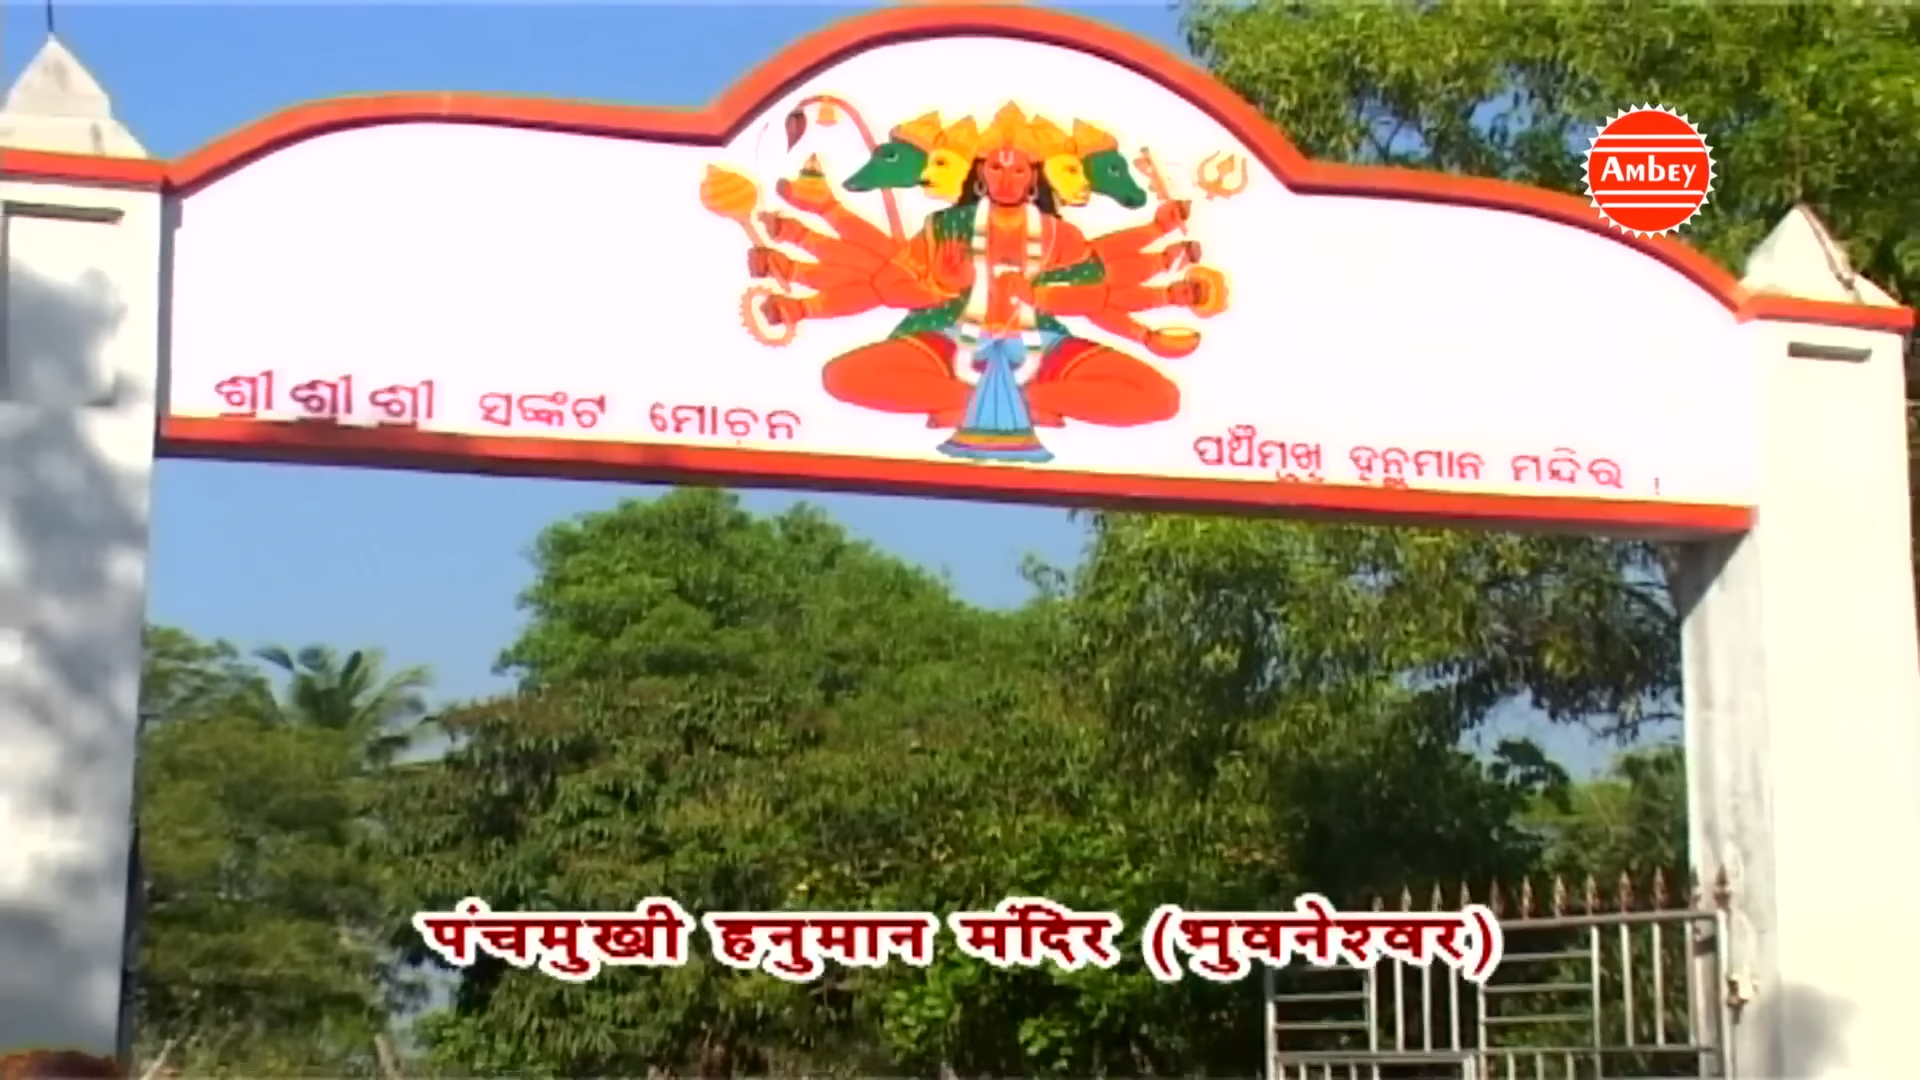 AMBEY
ଶ୍ରୀ ଶ୍ରୀ ଶ୍ରୀ ସଙ୍କଟ ମୋଚନ
ପଞ୍ଚମୁଖୀ ହନୁମାନ ମନ୍ଦିର ।
पंचमुखी हनुमान मंदिर (भुवनेश्वर)